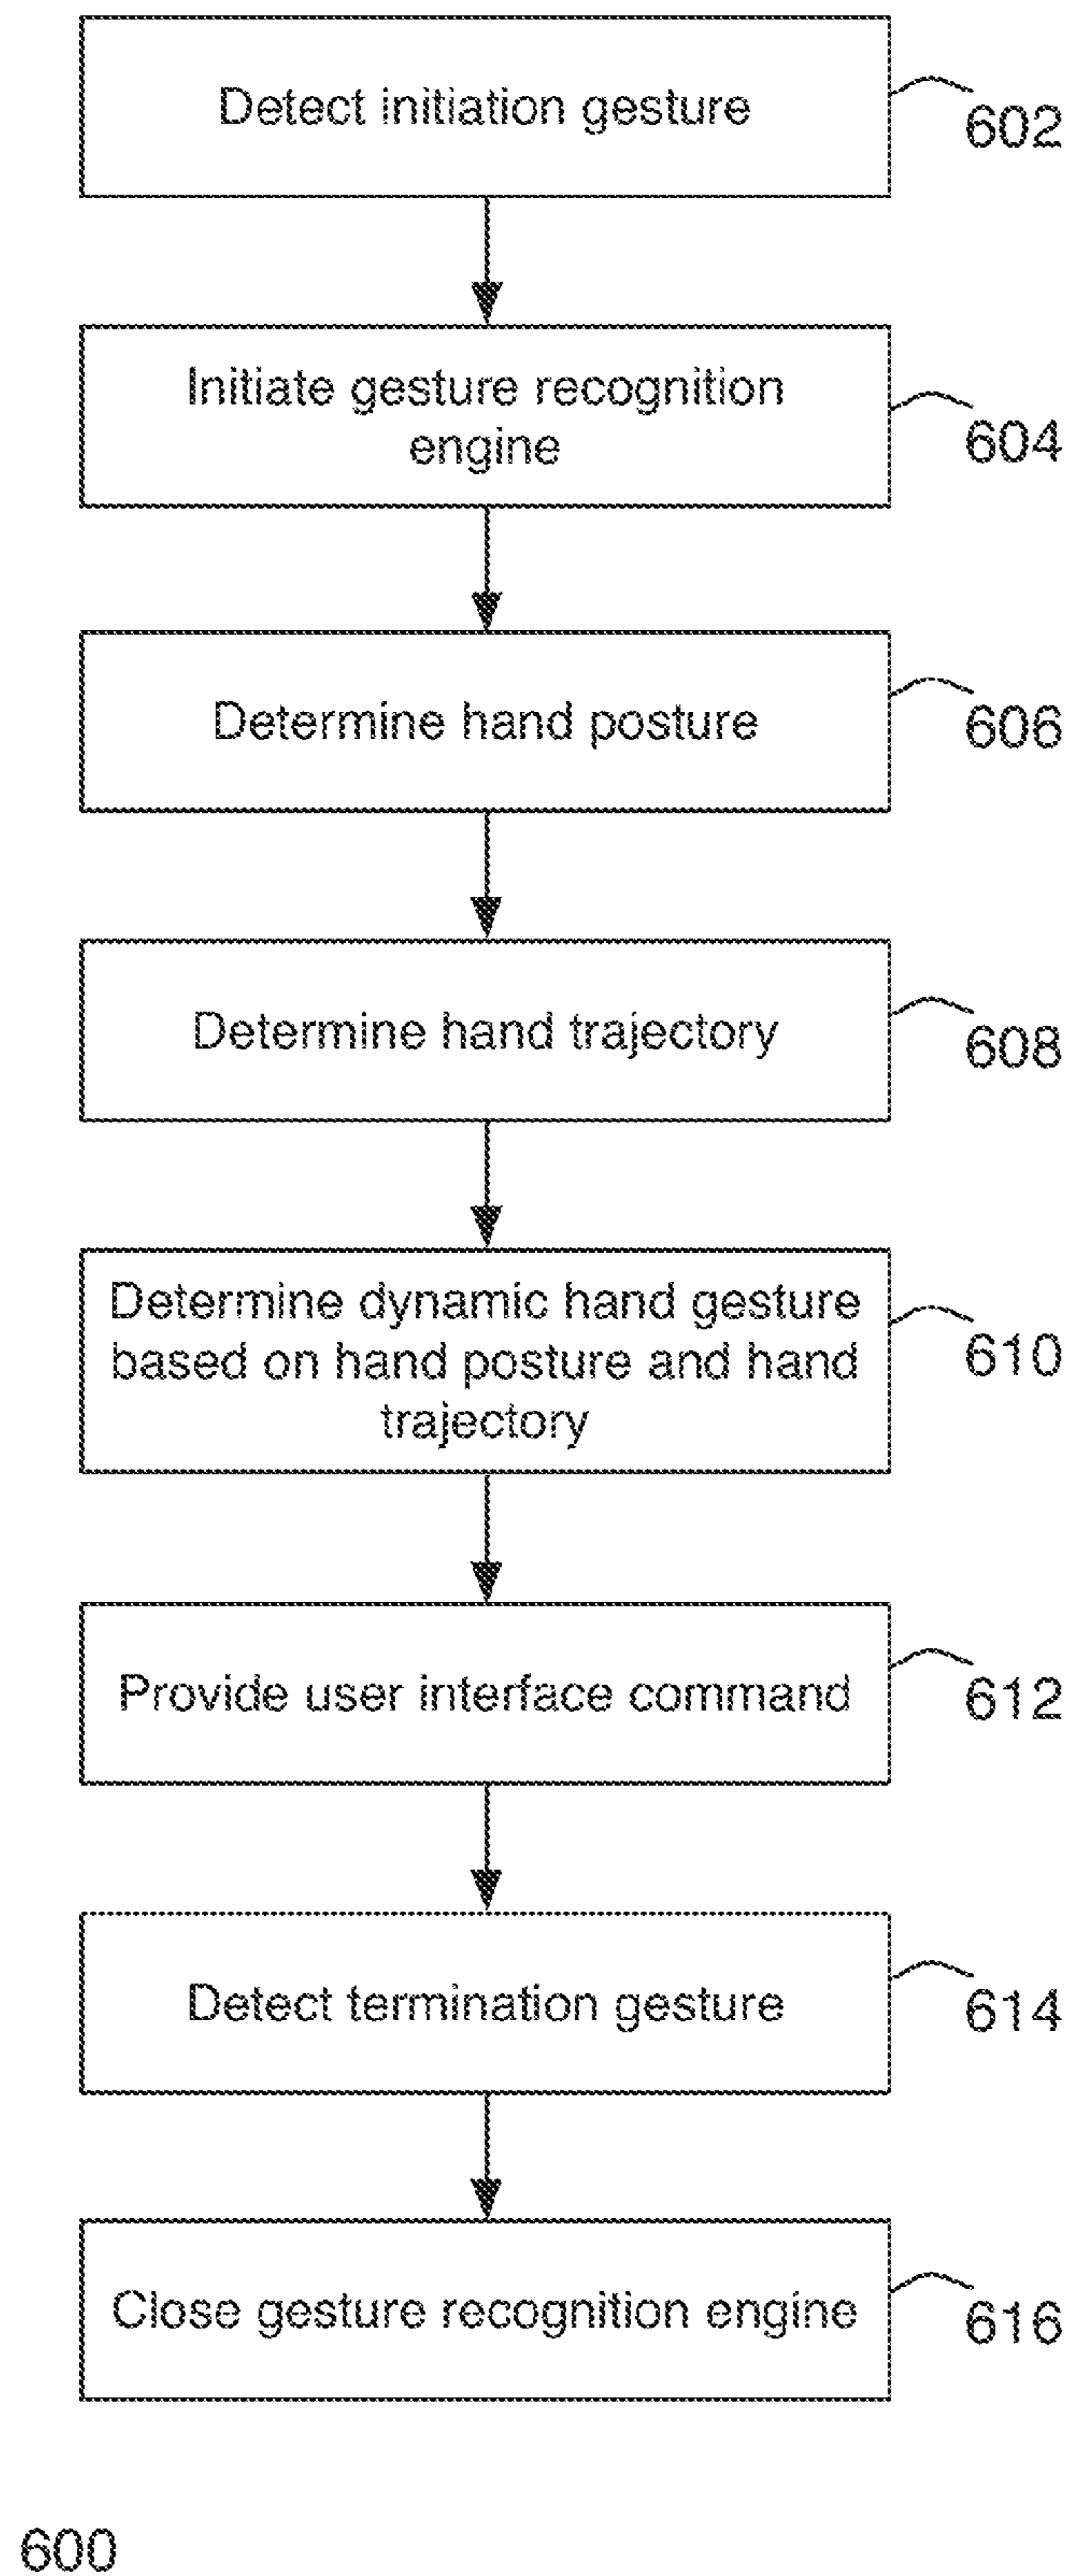 Detect initiation gesture
602
Initiate gesture recognition
engine
604
Determine hand posture
606
Determine hand trajectory
608
Determine dynamic hand gesture
based on hand posture and hand
trajectory
610
Provide user interface command
612
Detect termination gesture
614
Close gesture recognition engine
616
600